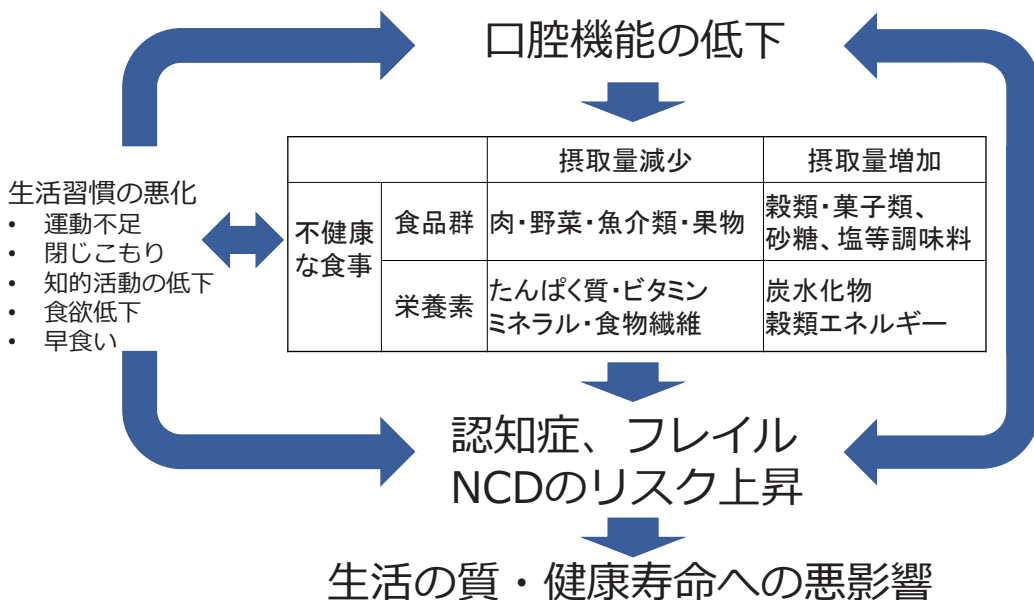 口腔機能の低下
摂取量減少
摂取量増加
不健康
な食事
食品群
肉・野菜・魚介類・果物
穀類・菓子類、
砂糖、塩等調味料
栄養素
たんぱく質・ビタミン
ミネラル・食物繊維
炭水化物
穀類エネルギー
生活習慣の悪化
• 運動不足
• 閉じこもり
• 知的活動の低下
• 食欲低下
• 早食い
認知症、フレイル
NCDのリスク上昇
生活の質・健康寿命への悪影響